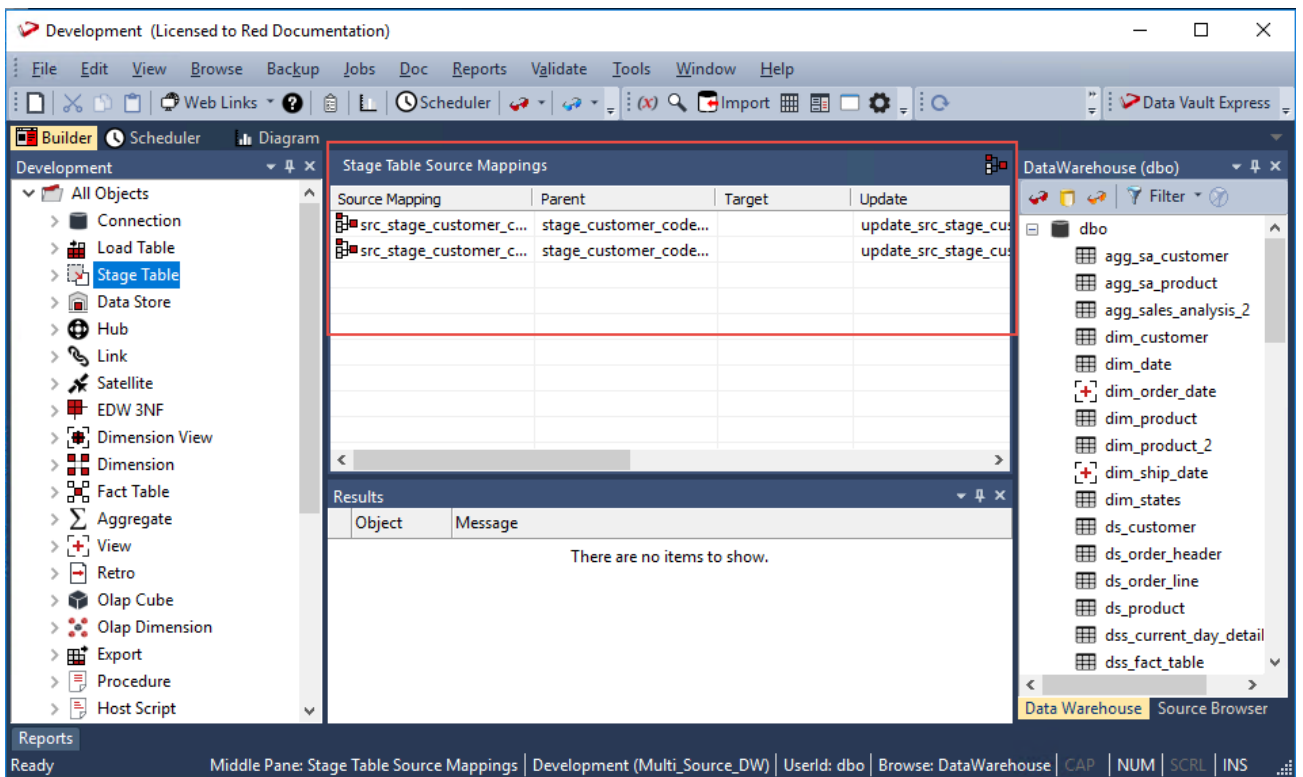 Development (Licensed to Red Documentation)
File Edit View Browse Backup Jobs Doc Reports Validate Tools Window Help
Web Links Scheduler (x) Import Data Vault Express
Builder Scheduler Diagram
Development
All Objects
Connection
Load Table
Stage Table
Data Store
Hub
Link
Satellite
EDW 3NF
Dimension View
Dimension
Fact Table
Aggregate
View
Retro
Olap Cube
Olap Dimension
Export
Procedure
Host Script
Stage Table Source Mappings
Source Mapping Parent Target Update
src_stage_customer_c... stage_customer_code... update_src_stage_cus
src_stage_customer_c... stage_customer_code... update_src_stage_cus
Results
Object Message
There are no items to show.
DataWarehouse (dbo)
Filter
dbo
agg_sa_customer
agg_sa_product
agg_sales_analysis_2
dim_customer
dim_date
dim_order_date
dim_product
dim_product_2
dim_ship_date
dim_states
ds_customer
ds_order_header
ds_order_line
ds_product
dss_current_day_detail
dss_fact_table
Data Warehouse Source Browser
Reports
Ready Middle Pane: Stage Table Source Mappings Development (Multi_Source_DW) UserId: dbo Browse: DataWarehouse CAP NUM SCRL INS